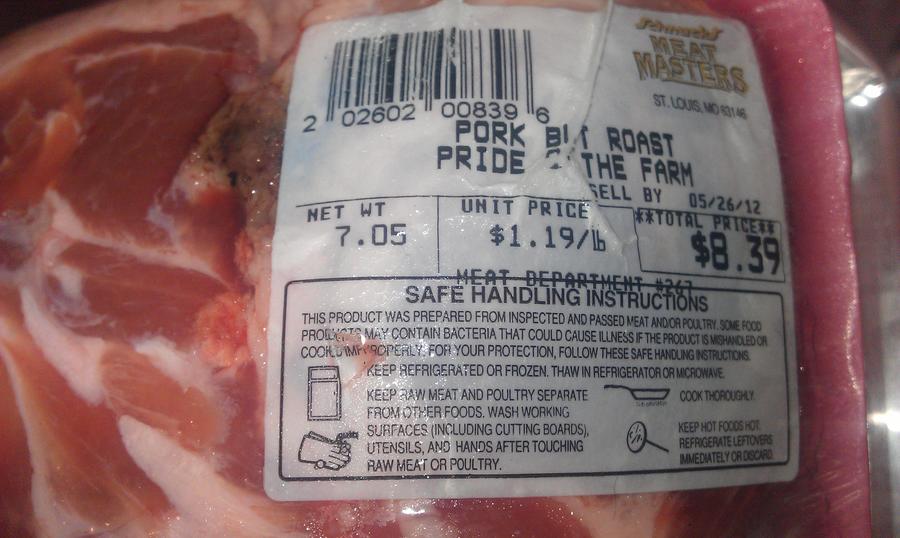 Schnucks
MEAT
MASTERS
ST. LOUIS, MO 63146
2 02602 00839 6
PORK BUT ROAST
PRIDE THE FARM
SELL BY 05/26/12
NET WT
7.05
UNIT PRICE
$1.19/lb
**TOTAL PRICE**
$8.39
MEAT DEPARTMENT #267
SAFE HANDLING INSTRUCTIONS
THIS PRODUCT WAS PREPARED FROM INSPECTED AND PASSED MEAT AND/OR POULTRY. SOME FOOD
PRODUCTS MAY CONTAIN BACTERIA THAT COULD CAUSE ILLNESS IF THE PRODUCT IS MISHANDLED OR
COOKED IMPROPERLY. FOR YOUR PROTECTION, FOLLOW THESE SAFE HANDLING INSTRUCTIONS.
KEEP REFRIGERATED OR FROZEN. THAW IN REFRIGERATOR OR MICROWAVE.
KEEP RAW MEAT AND POULTRY SEPARATE
FROM OTHER FOODS. WASH WORKING
SURFACES (INCLUDING CUTTING BOARDS),
UTENSILS, AND HANDS AFTER TOUCHING
RAW MEAT OR POULTRY.
COOK THOROUGHLY.
KEEP HOT FOODS HOT.
REFRIGERATE LEFTOVERS
IMMEDIATELY OR DISCARD.